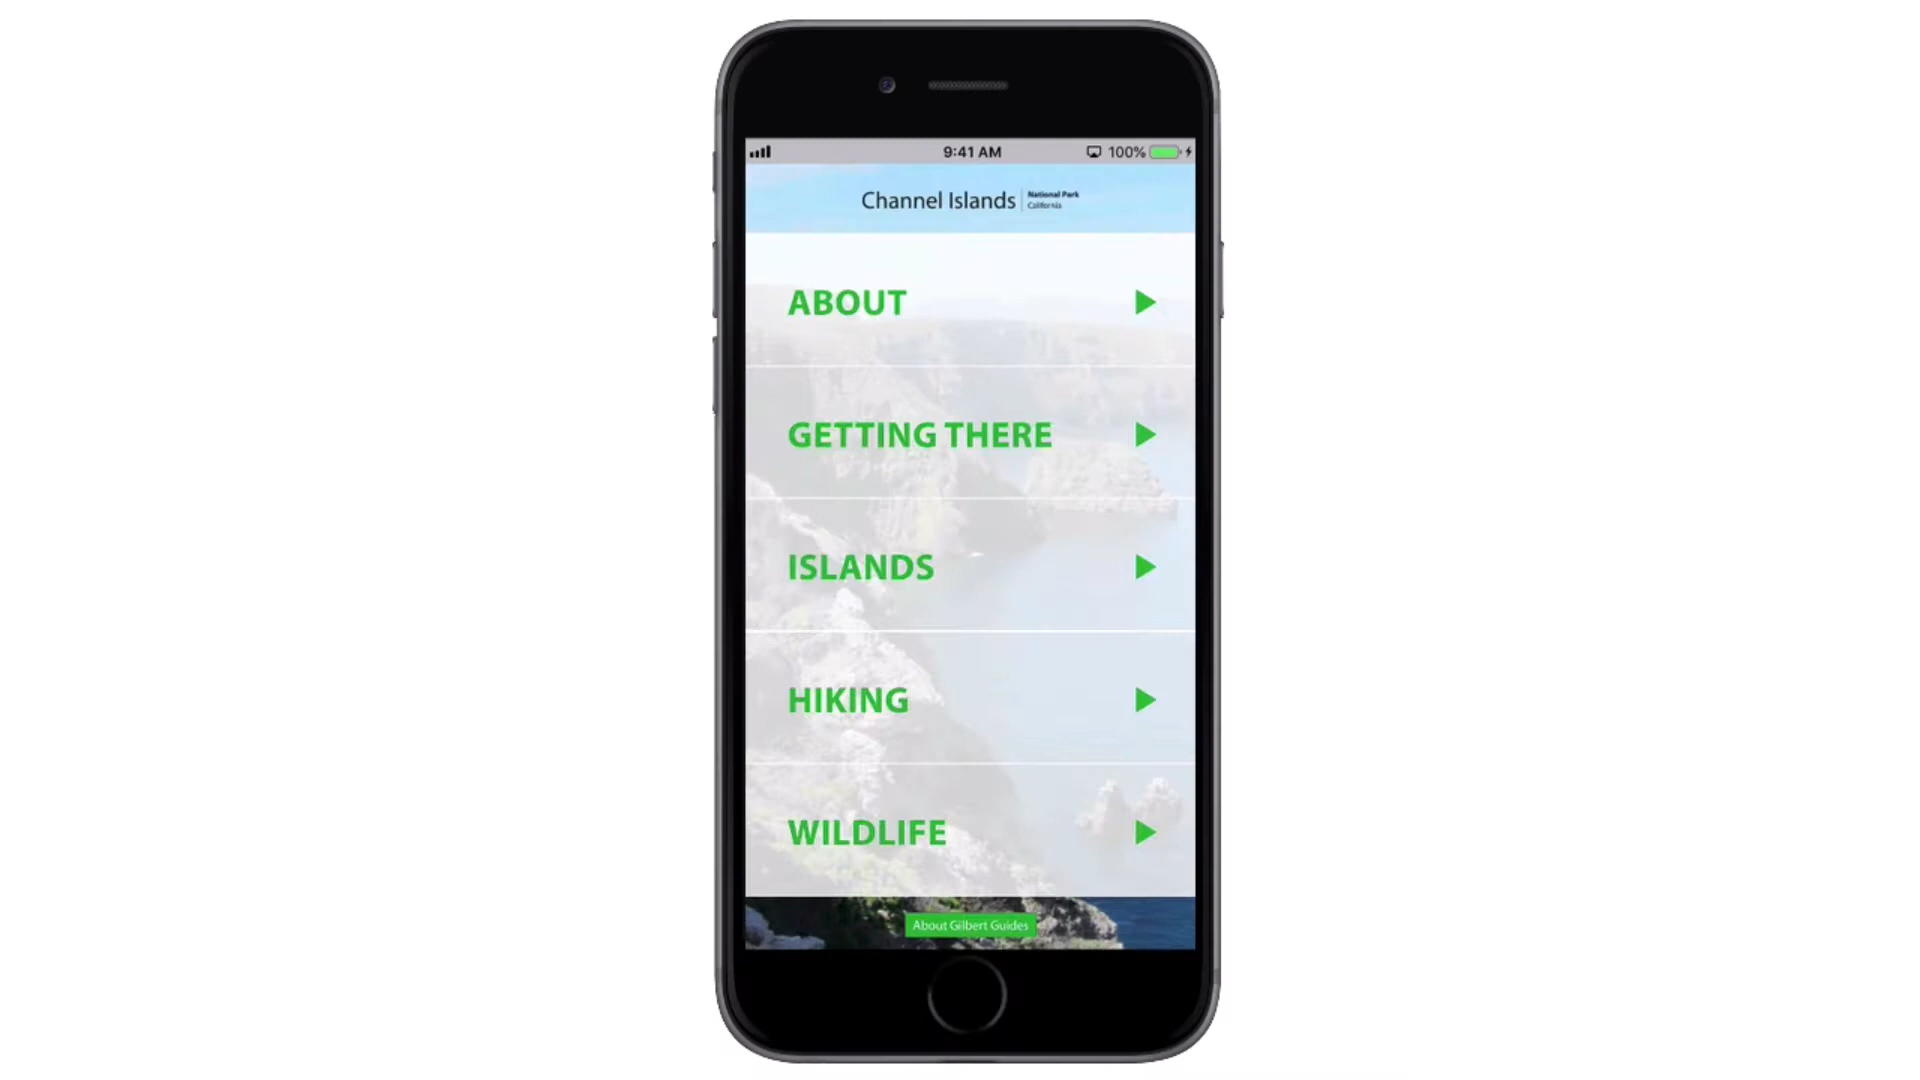 9:41 AM
100%
Channel Islands
National Park
California
ABOUT
GETTING THERE
ISLANDS
HIKING
WILDLIFE
About Gilbert Guides